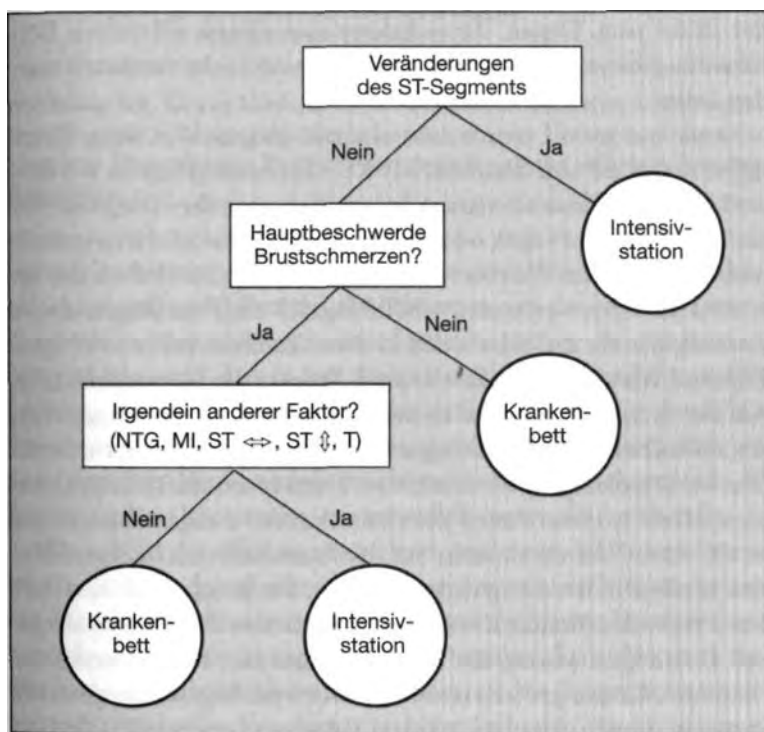 Veränderungen
des ST-Segments
Nein
Ja
Hauptbeschwerde
Brustschmerzen?
Intensiv-
station
Ja
Nein
Irgendein anderer Faktor?
(NTG, MI, ST ⇔, ST ⇕, T)
Kranken-
bett
Nein
Ja
Kranken-
bett
Intensiv-
station